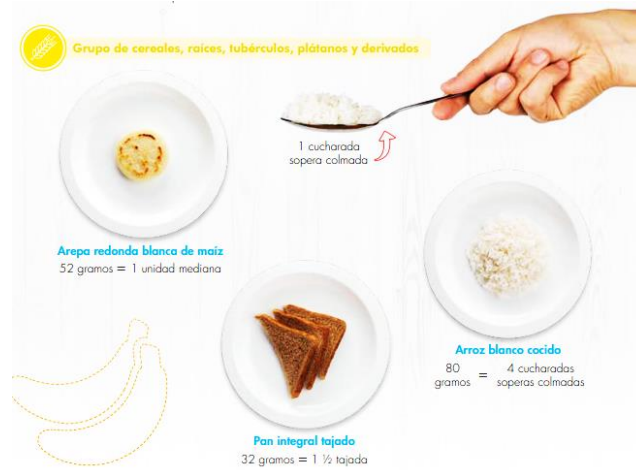 Grupo de cereales, raíces, tubérculos, plátanos y derivados
1 cucharada
sopera colmada
Arepa redonda blanca de maíz
52 gramos = 1 unidad mediana
Arroz blanco cocido
80 gramos = 4 cucharadas soperas colmadas
Pan integral tajado
32 gramos = 1 ½ tajada